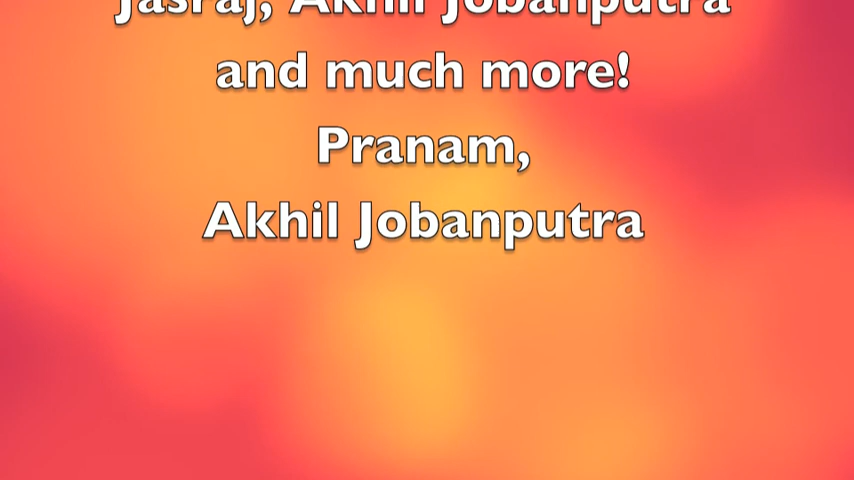 Jasraj, Akhil Jobanputra
and much more!
Pranam,
Akhil Jobanputra